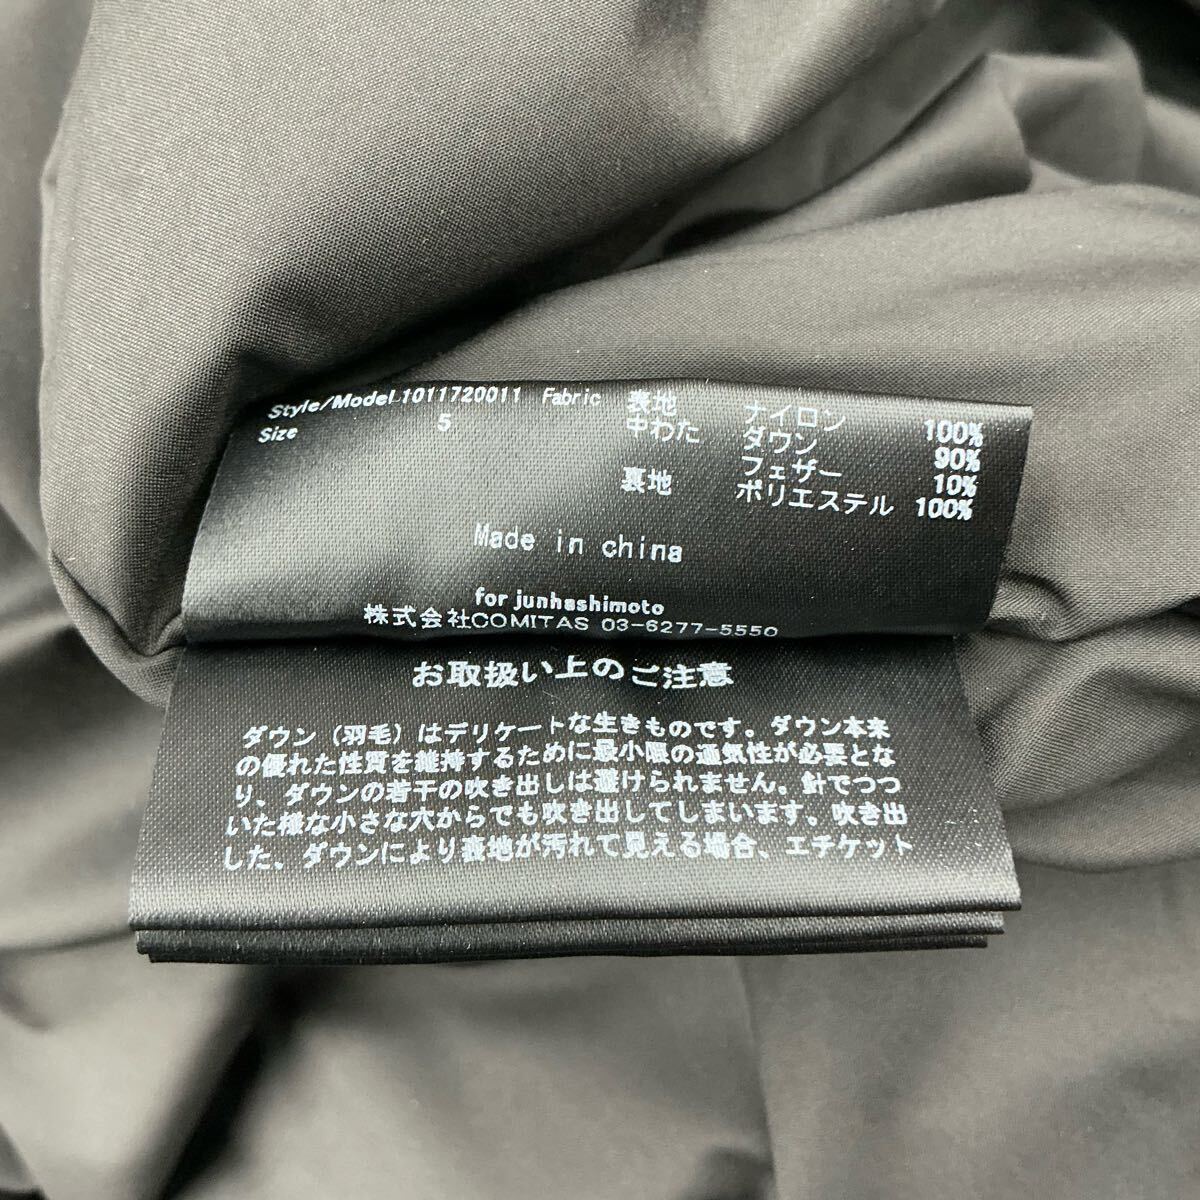 Style/Model 1011720011 Fabric 表地 ナイロン 100%
Size 5 中わた ダウン 90%
フェザー 10%
裏地 ポリエステル 100%
Made in china
for junhashimoto
株式会社COMITAS 03-6277-5550
お取扱い上のご注意
ダウン（羽毛）はデリケートな生きものです。ダウン本来
の優れた性質を維持するために最小限の通気性が必要とな
り、ダウンの若干の吹き出しは避けられません。針でつつ
いた様な小さな穴からでも吹き出してしまいます。吹き出
した、ダウンにより表地が汚れて見える場合、エチケット